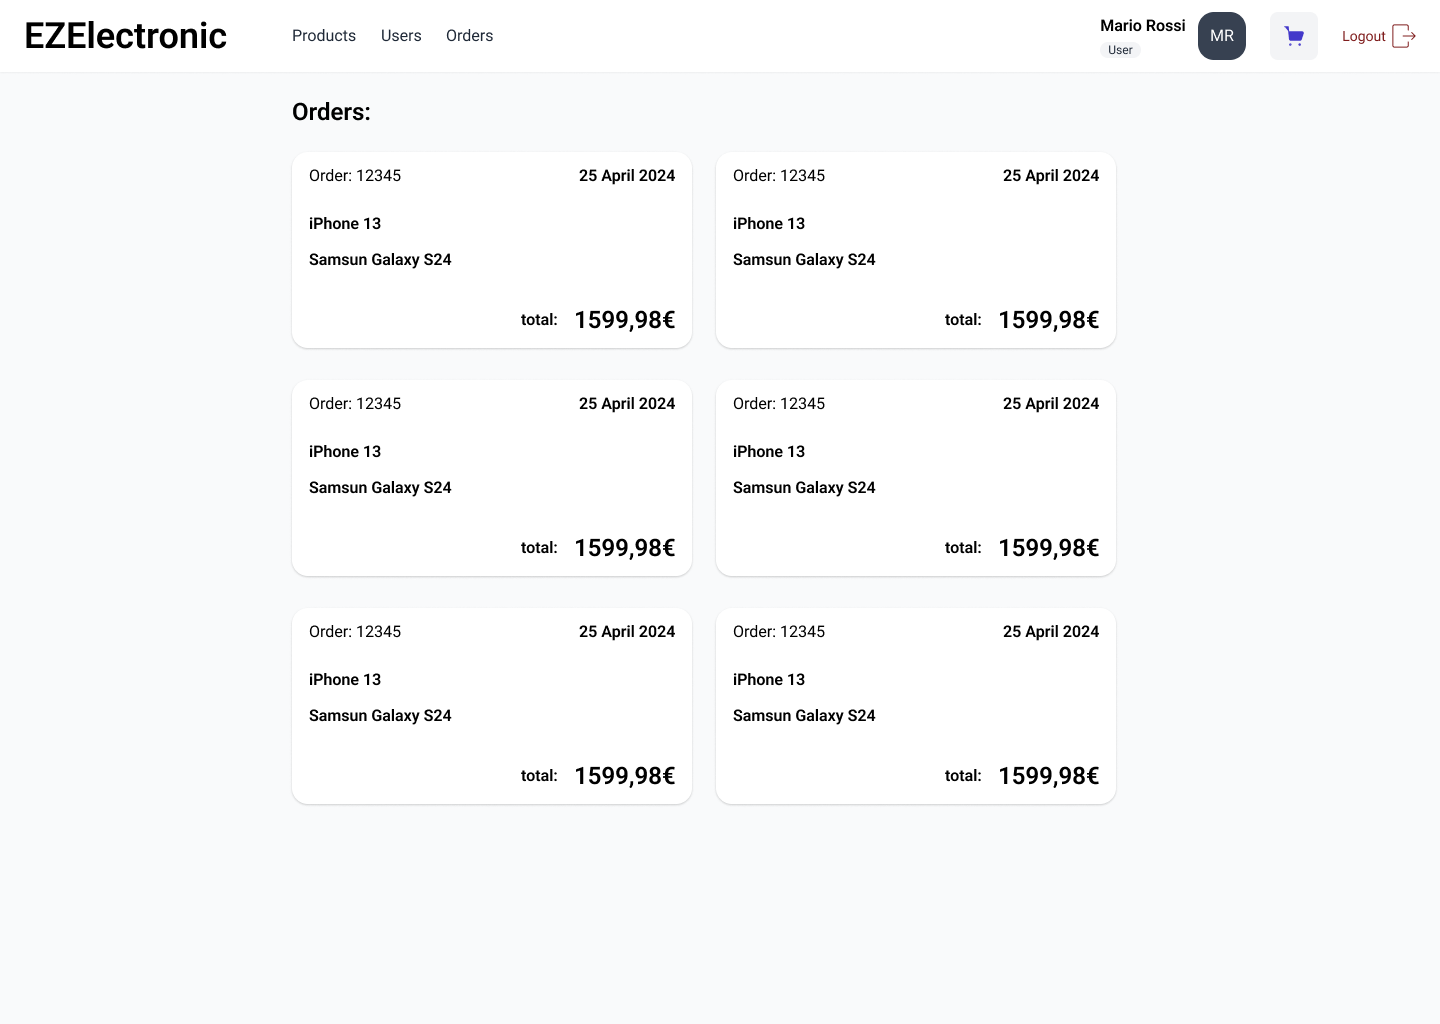 EZElectronic
Products Users Orders
Mario Rossi
User
MR
Logout
Orders:
Order: 12345 25 April 2024
iPhone 13
Samsun Galaxy S24
total: 1599,98€
Order: 12345 25 April 2024
iPhone 13
Samsun Galaxy S24
total: 1599,98€
Order: 12345 25 April 2024
iPhone 13
Samsun Galaxy S24
total: 1599,98€
Order: 12345 25 April 2024
iPhone 13
Samsun Galaxy S24
total: 1599,98€
Order: 12345 25 April 2024
iPhone 13
Samsun Galaxy S24
total: 1599,98€
Order: 12345 25 April 2024
iPhone 13
Samsun Galaxy S24
total: 1599,98€